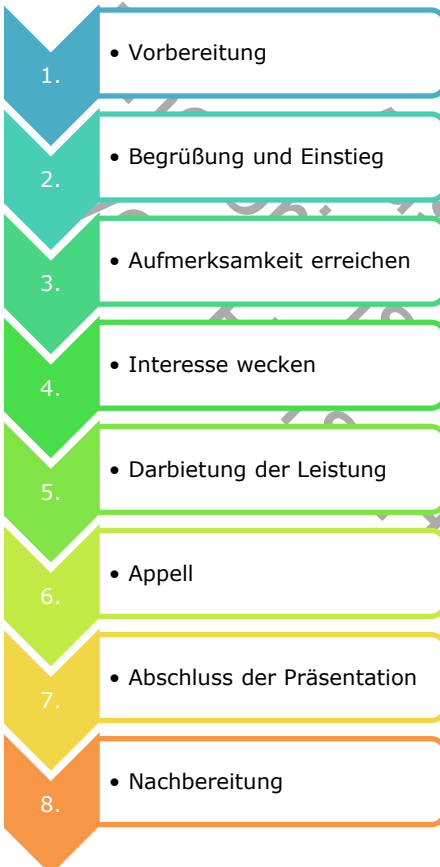 1.
• Vorbereitung
2.
• Begrüßung und Einstieg
3.
• Aufmerksamkeit erreichen
4.
• Interesse wecken
5.
• Darbietung der Leistung
6.
• Appell
7.
• Abschluss der Präsentation
8.
• Nachbereitung